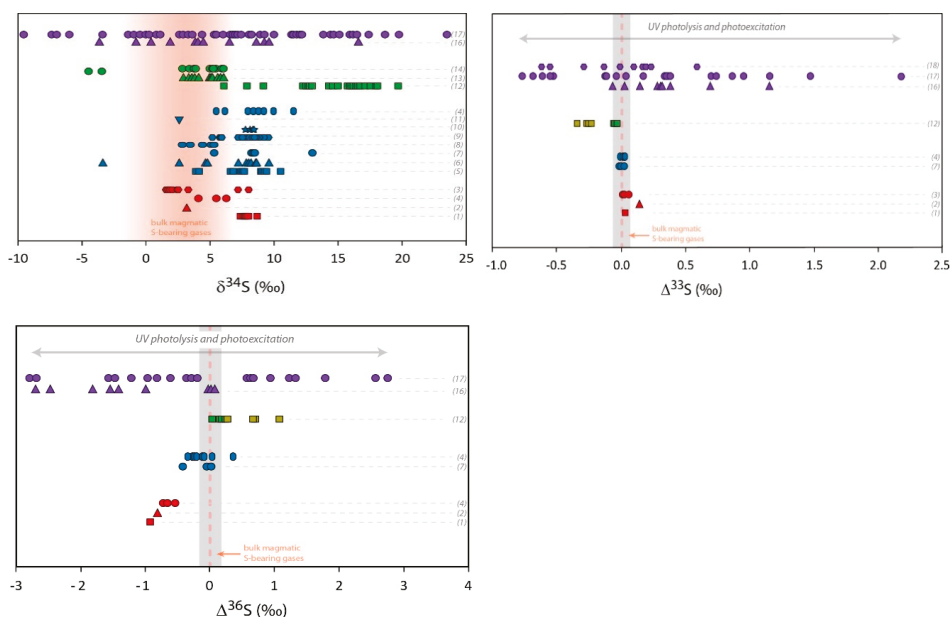 (17)
(16)
(14)
(13)
(12)
(4)
(11)
(10)
(9)
(8)
(7)
(6)
(5)
(3)
(4)
(2)
(1)
bulk magmatic
S-bearing gases
-10 -5 0 5 10 15 20 25
δ³⁴S (‰)
UV photolysis and photoexcitation
(18)
(17)
(16)
(12)
(4)
(7)
(3)
(2)
(1)
bulk magmatic
S-bearing gases
-1.0 -0.5 0.0 0.5 1.0 1.5 2.0 2.5
Δ³³S (‰)
UV photolysis and photoexcitation
(17)
(16)
(12)
(4)
(7)
(4)
(2)
(1)
bulk magmatic
S-bearing gases
-3 -2 -1 0 1 2 3 4
Δ³⁶S (‰)